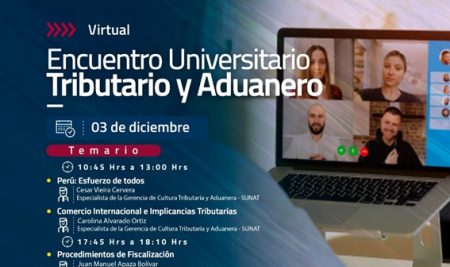 Virtual
Encuentro Universitario
Tributario y Aduanero
03 de diciembre
Temario
10:45 Hrs a 13:00 Hrs
Perú: Esfuerzo de todos
Cesar Vieira Cervera
Especialista de la Gerencia de Cultura Tributaria y Aduanera - SUNAT
Comercio Internacional e Implicancias Tributarias
Carolina Alvarado Ortiz
Especialista de la Gerencia de Cultura Tributaria y Aduanera - SUNAT
17:45 Hrs a 18:10 Hrs
Procedimientos de Fiscalización
Juan Manuel Apaza Bolivar